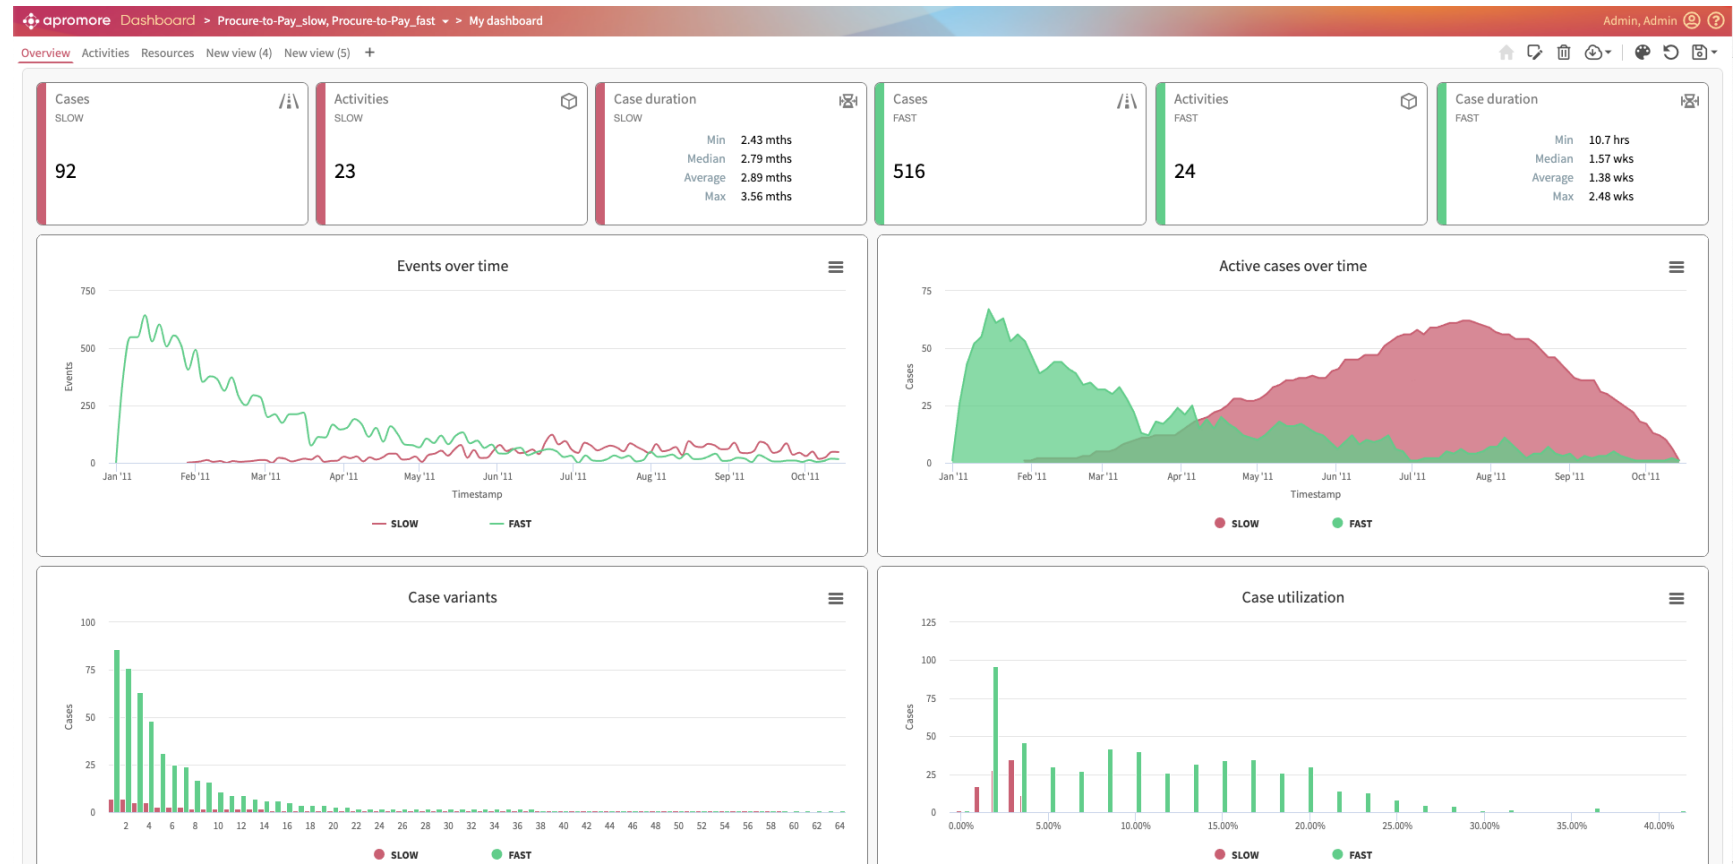 apromore Dashboard > Procure-to-Pay_slow, Procure-to-Pay_fast > My dashboard Admin, Admin ?
Overview Activities Resources New view (4) New view (5) +
Cases
SLOW
92
Activities
SLOW
23
Case duration
SLOW
Min 2.43 mths
Median 2.79 mths
Average 2.89 mths
Max 3.56 mths
Cases
FAST
516
Activities
FAST
24
Case duration
FAST
Min 10.7 hrs
Median 1.57 wks
Average 1.38 wks
Max 2.48 wks
Events over time
750
500
250
0
Events
Jan '11 Feb '11 Mar '11 Apr '11 May '11 Jun '11 Jul '11 Aug '11 Sep '11 Oct '11
Timestamp
SLOW FAST
Active cases over time
75
50
25
0
Cases
Jan '11 Feb '11 Mar '11 Apr '11 May '11 Jun '11 Jul '11 Aug '11 Sep '11 Oct '11
Timestamp
SLOW FAST
Case variants
100
75
50
25
0
Cases
2 4 6 8 10 12 14 16 18 20 22 24 26 28 30 32 34 36 38 40 42 44 46 48 50 52 54 56 58 60 62 64
SLOW FAST
Case utilization
125
100
75
50
25
0
Cases
0.00% 5.00% 10.00% 15.00% 20.00% 25.00% 30.00% 35.00% 40.00%
SLOW FAST